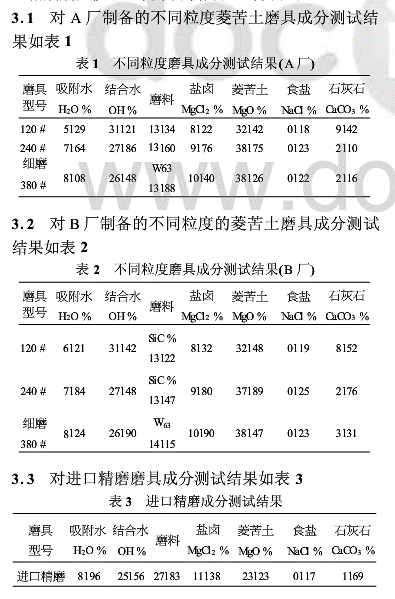 3.1 对 A 厂制备的不同粒度菱苦土磨具成分测试结
果如表 1
表 1 不同粒度磨具成分测试结果(A 厂)
磨具 吸附水 结合水 磨料 盐卤 菱苦土 食盐 石灰石
型号 H2O % OH % MgCl2 % MgO % NaCl % CaCO3 %
120 # 5129 31121 13134 8122 32142 0118 9142
240 # 7164 27186 13160 9176 38175 0123 2110
细磨 W63
380 # 8108 26148 13188 10140 38126 0122 2116
3.2 对 B 厂制备的不同粒度的菱苦土磨具成分测试
结果如表 2
表 2 不同粒度磨具成分测试结果(B 厂)
磨具 吸附水 结合水 磨料 盐卤 菱苦土 食盐 石灰石
型号 H2O % OH % MgCl2 % MgO % NaCl % CaCO3 %
SiC %
120 # 6121 31142 13122 8132 32148 0119 8152
SiC %
240 # 7184 27148 13147 9180 37189 0125 2176
细磨 W63
380 # 8124 26190 14115 10190 38147 0123 3131
3.3 对进口精磨磨具成分测试结果如表 3
表 3 进口精磨成分测试结果
磨具 吸附水 结合水 磨料 盐卤 菱苦土 食盐 石灰石
型号 H2O % OH % MgCl2 % MgO % NaCl % CaCO3 %
进口精磨 8196 25156 27183 11138 23123 0117 1169